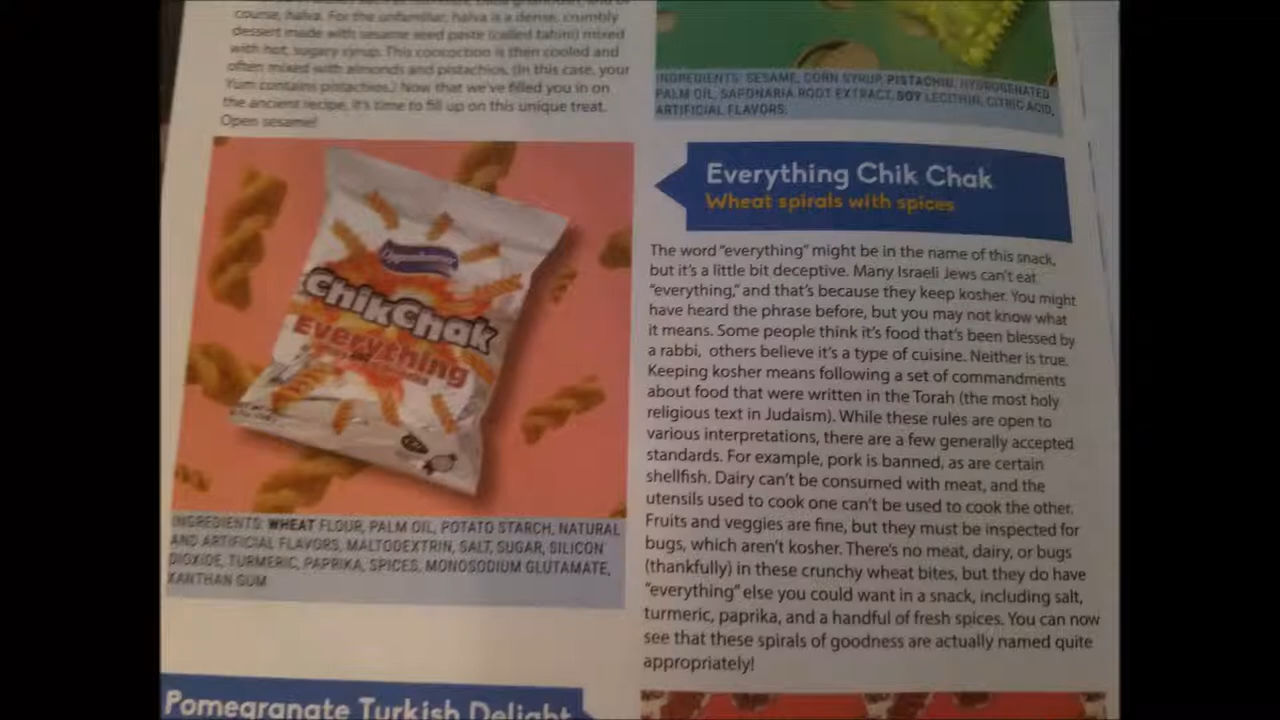 course, halva. For the unfamiliar, halva is a dense, crumbly
dessert made with sesame seed paste (called tahini) mixed
with hot, sugary syrup. This concoction is then cooled and
often mixed with almonds and pistachios. (In this case, your
Yum contains pistachios.) Now that we've filled you in on
the ancient recipe, it's time to fill up on this unique treat.
Open sesame!
ChikChak
Everything
INGREDIENTS: WHEAT FLOUR, PALM OIL, POTATO STARCH, NATURAL
AND ARTIFICIAL FLAVORS, MALTODEXTRIN, SALT, SUGAR, SILICON
DIOXIDE, TURMERIC, PAPRIKA, SPICES, MONOSODIUM GLUTAMATE,
XANTHAN GUM
Pomegranate Turkish Delight
INGREDIENTS: SESAME, CORN SYRUP, PISTACHIO, HYDROGENATED
PALM OIL, SAPONARIA ROOT EXTRACT, SOY LECITHIN, CITRIC ACID,
ARTIFICIAL FLAVORS.
Everything Chik Chak
Wheat spirals with spices
The word "everything" might be in the name of this snack,
but it's a little bit deceptive. Many Israeli Jews can't eat
"everything," and that's because they keep kosher. You might
have heard the phrase before, but you may not know what
it means. Some people think it's food that's been blessed by
a rabbi, others believe it's a type of cuisine. Neither is true.
Keeping kosher means following a set of commandments
about food that were written in the Torah (the most holy
religious text in Judaism). While these rules are open to
various interpretations, there are a few generally accepted
standards. For example, pork is banned, as are certain
shellfish. Dairy can't be consumed with meat, and the
utensils used to cook one can't be used to cook the other.
Fruits and veggies are fine, but they must be inspected for
bugs, which aren't kosher. There's no meat, dairy, or bugs
(thankfully) in these crunchy wheat bites, but they do have
"everything" else you could want in a snack, including salt,
turmeric, paprika, and a handful of fresh spices. You can now
see that these spirals of goodness are actually named quite
appropriately!